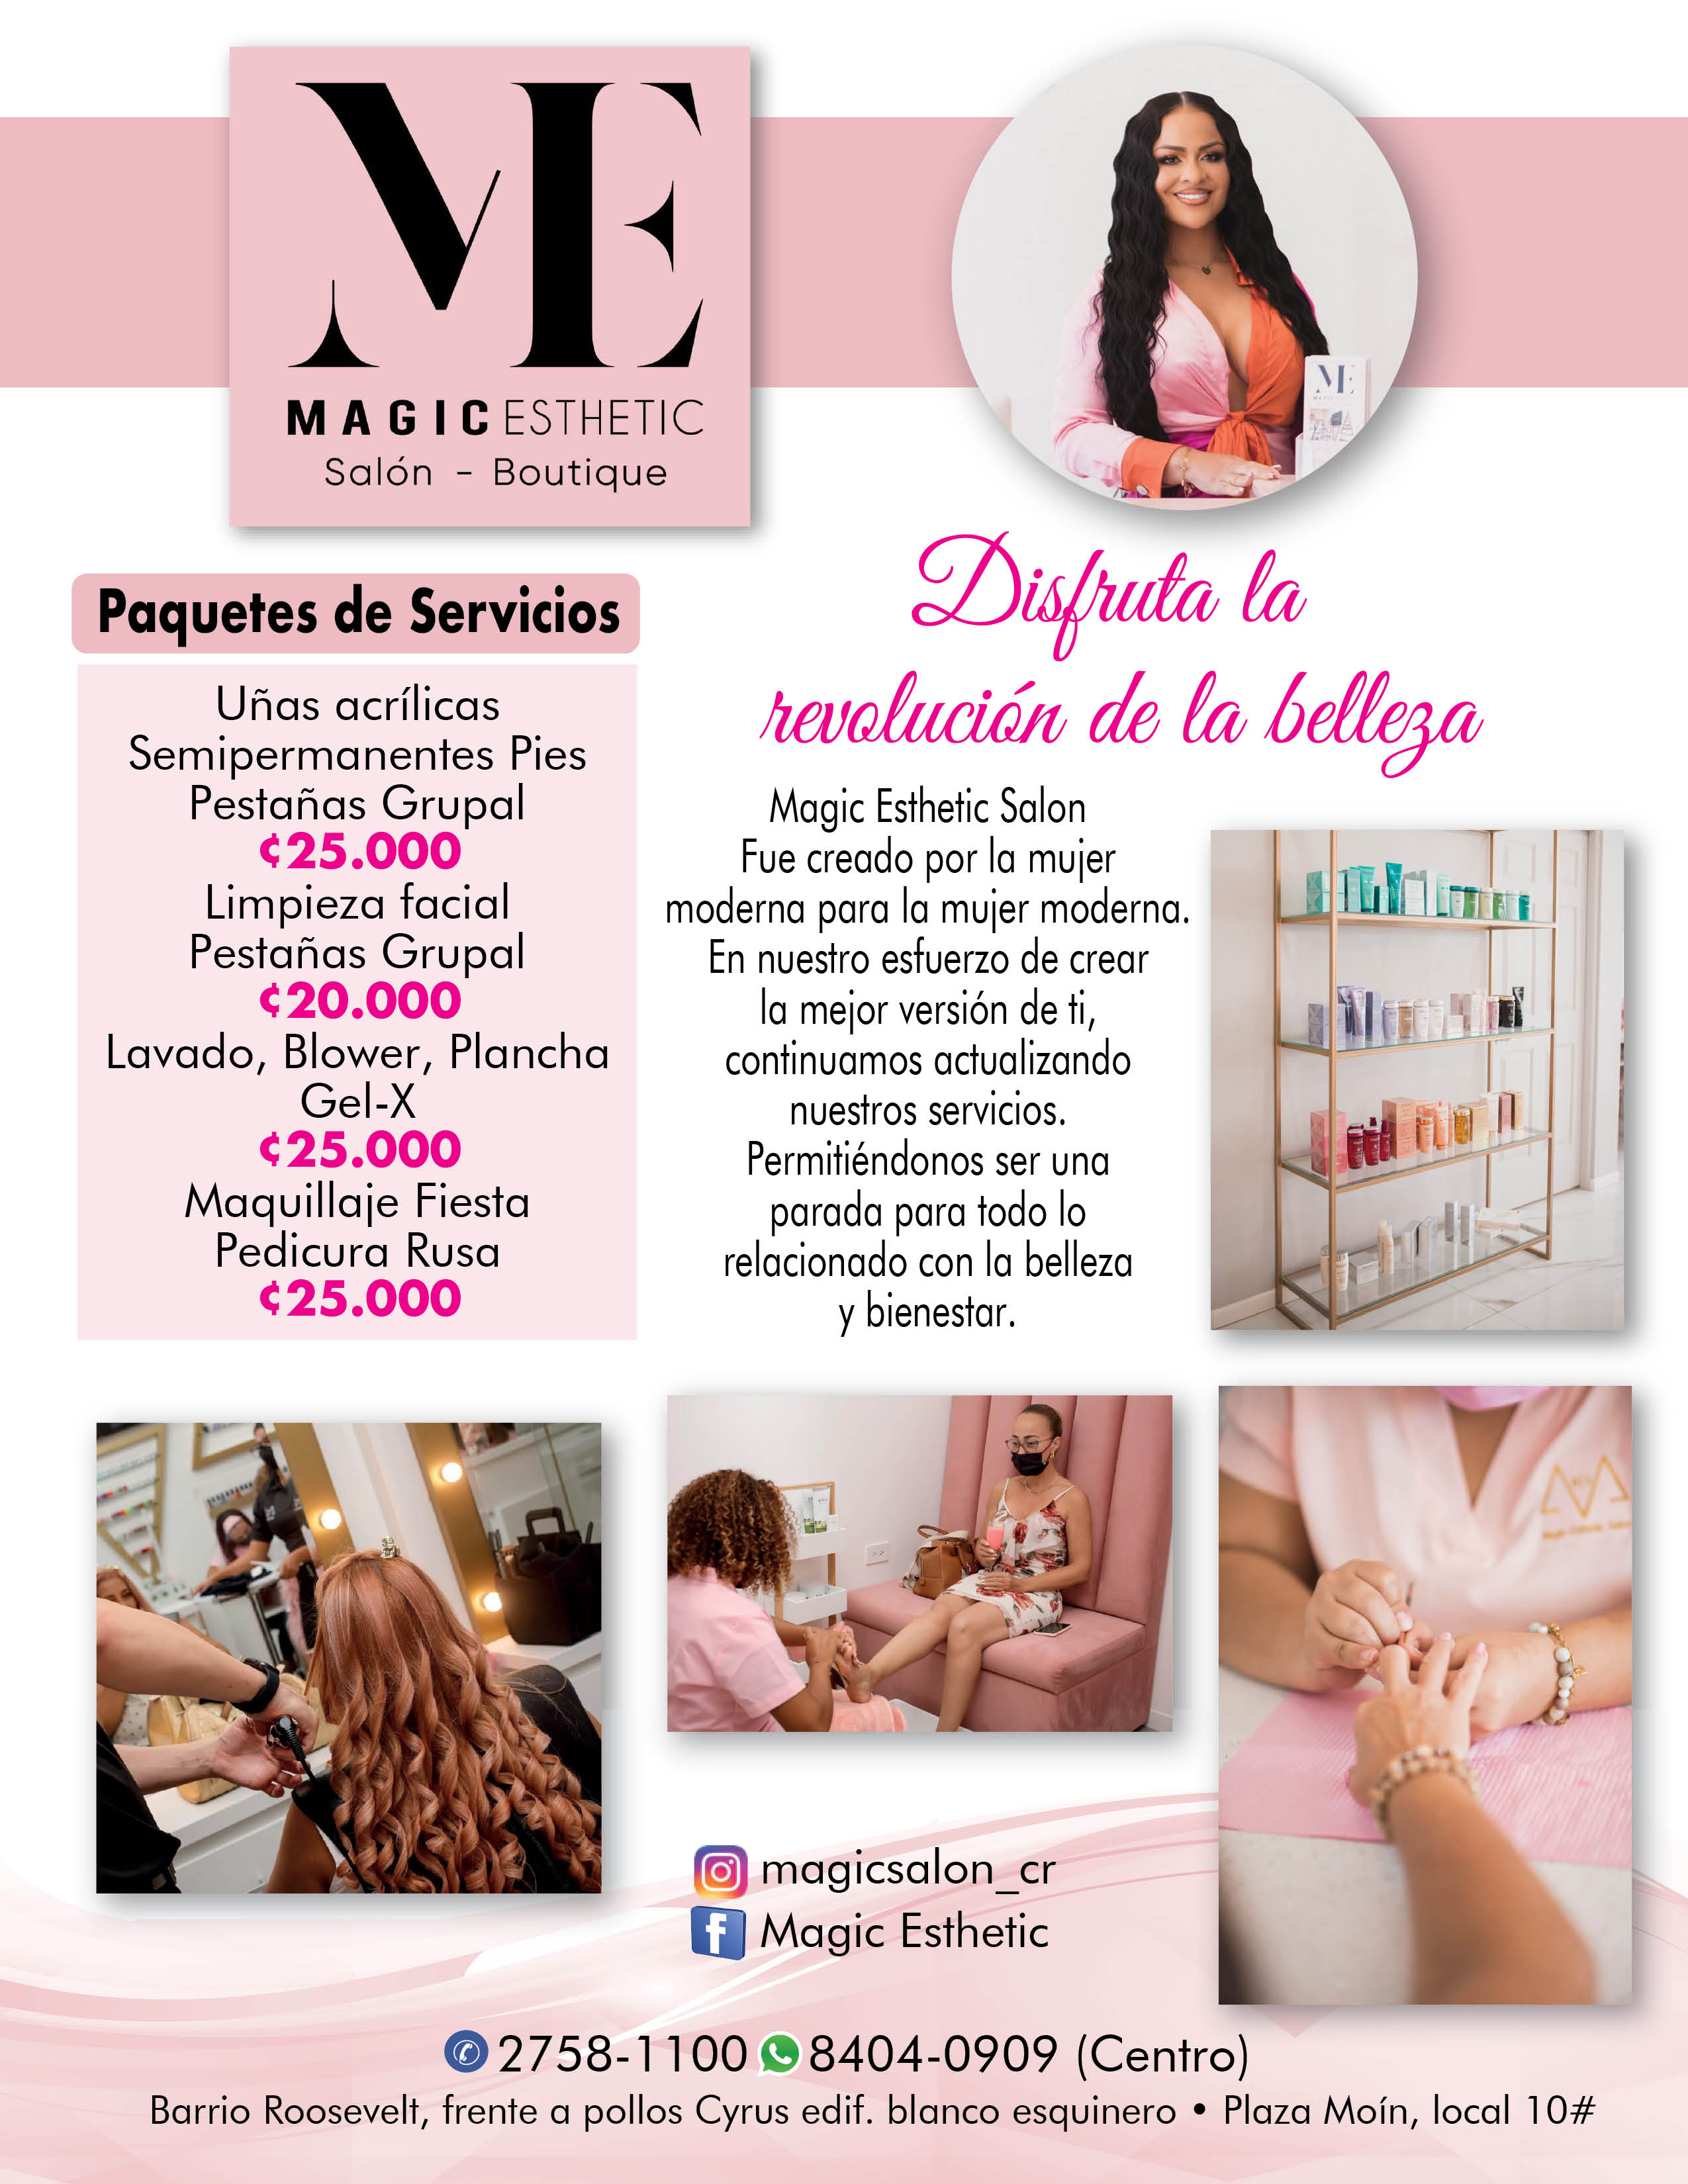 ME
MAGIC ESTHETIC
Salón - Boutique
ME
Disfruta la
revolución de la belleza
Paquetes de Servicios
Uñas acrílicas
Semipermanentes Pies
Pestañas Grupal
¢25.000
Limpieza facial
Pestañas Grupal
¢20.000
Lavado, Blower, Plancha
Gel-X
¢25.000
Maquillaje Fiesta
Pedicura Rusa
¢25.000
Magic Esthetic Salon
Fue creado por la mujer
moderna para la mujer moderna.
En nuestro esfuerzo de crear
la mejor versión de ti,
continuamos actualizando
nuestros servicios.
Permitiéndonos ser una
parada para todo lo
relacionado con la belleza
y bienestar.
magicsalon_cr
Magic Esthetic
2758-1100 8404-0909 (Centro)
Barrio Roosevelt, frente a pollos Cyrus edif. blanco esquinero • Plaza Moín, local 10#